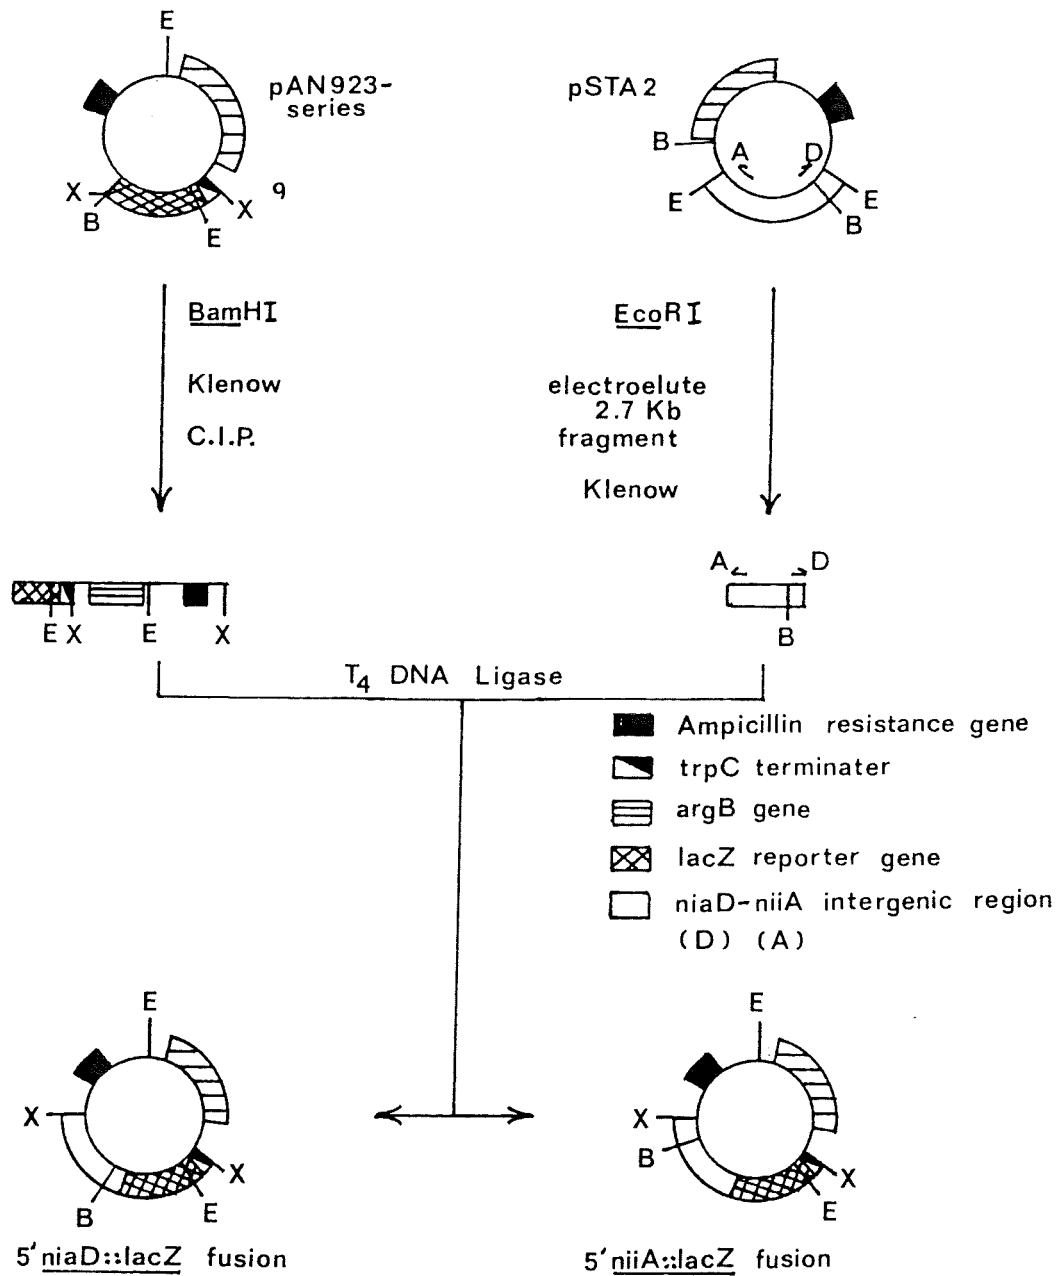 E
pAN923-
series
X
B
9
X
E
pSTA2
B
A
D
E
E
B
BamHI
Klenow
C.I.P.
EcoRI
electroelute
2.7 Kb
fragment
Klenow
E X E X
A D
B
T4 DNA Ligase
Ampicillin resistance gene
trpC terminater
argB gene
lacZ reporter gene
niaD-niiA intergenic region
(D) (A)
E
X
B
X
E
5' niaD::lacZ fusion
E
X
B
X
E
5' niiA::lacZ fusion